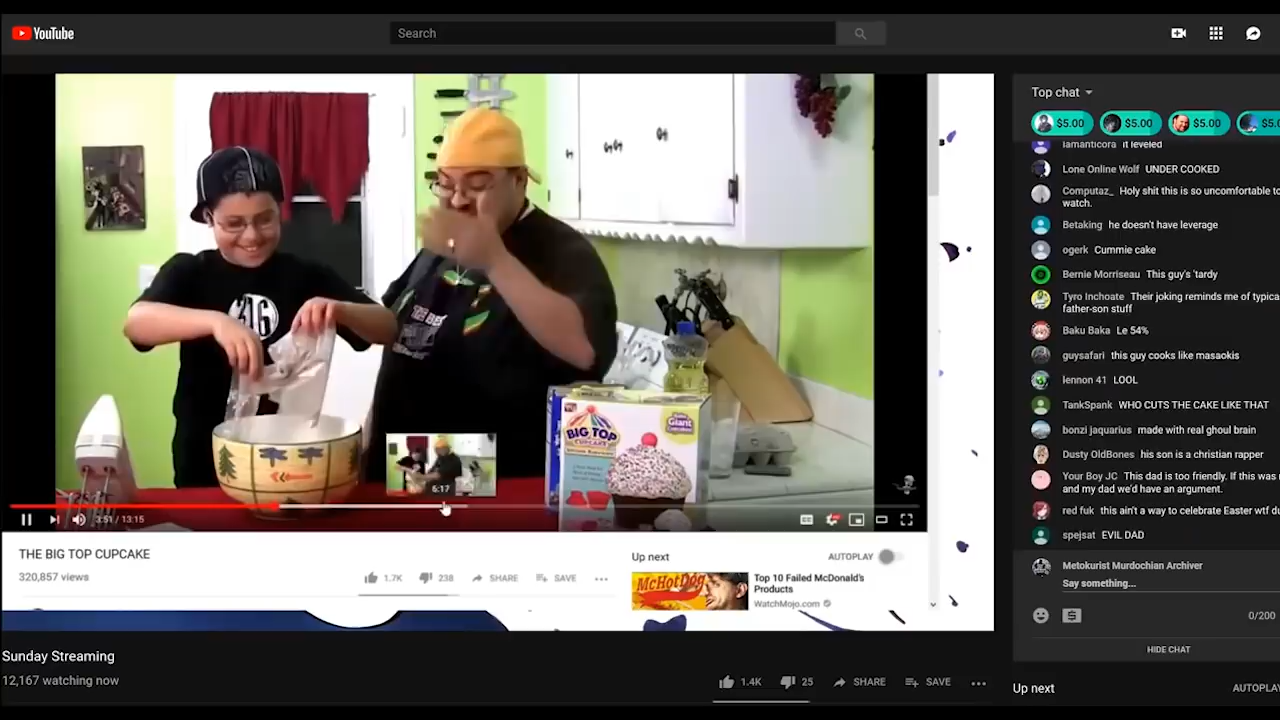 YouTube
Search
Top chat
$5.00 $5.00 $5.00
lamanticora it leveled
Lone Online Wolf UNDER COOKED
Computaz_ Holy shit this is so uncomfortable to
watch.
Betaking he doesn't have leverage
ogerk Cummie cake
Bernie Morriseau This guy's 'tardy
Tyro Inchoate Their joking reminds me of typica
father-son stuff
Baku Baka Le 54%
guysafari this guy cooks like masaokis
lennon 41 LOOL
TankSpank WHO CUTS THE CAKE LIKE THAT
bonzi jaquarius made with real ghoul brain
Dusty OldBones his son is a christian rapper
Your Boy JC This dad is too friendly. If this was
and my dad we'd have an argument.
red fuk this ain't a way to celebrate Easter wtf du
spejsat EVIL DAD
Metokurist Murdochian Archiver
Say something...
0/200
HIDE CHAT
Up next
AUTOPLAY
216
THE BE
BIG TOP
CUPCAKE
Giant
6:17
3:51 / 13:15
THE BIG TOP CUPCAKE
320,857 views
1.7K 238 SHARE SAVE
Up next
AUTOPLAY
McHotDog
Top 10 Failed McDonald's
Products
WatchMojo.com
Sunday Streaming
12,167 watching now
1.4K 25 SHARE SAVE